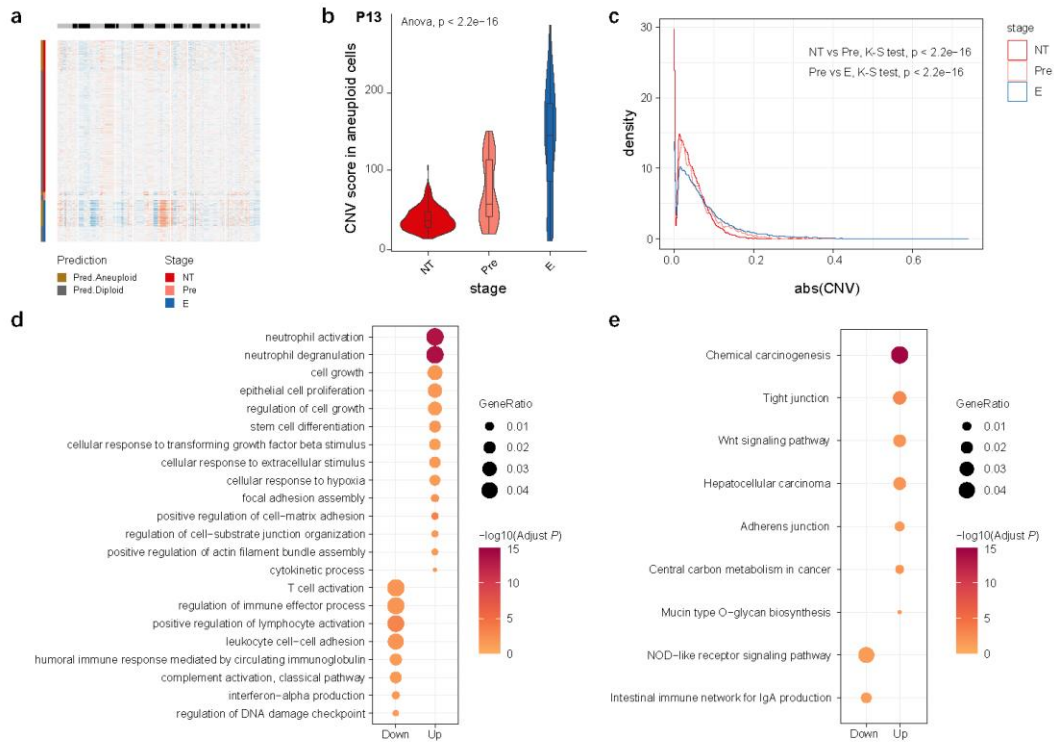 a
Prediction
Pred.Aneuploid
Pred.Diploid
Stage
NT
Pre
E
b
P13
Anova, p < 2.2e−16
CNV score in aneuploid cells
200
100
0
NT
Pre
E
stage
c
NT vs Pre, K-S test, p < 2.2e−16
Pre vs E, K-S test, p < 2.2e−16
density
30
20
10
0
0.0
0.2
0.4
0.6
abs(CNV)
stage
NT
Pre
E
d
neutrophil activation
neutrophil degranulation
cell growth
epithelial cell proliferation
regulation of cell growth
stem cell differentiation
cellular response to transforming growth factor beta stimulus
cellular response to extracellular stimulus
cellular response to hypoxia
focal adhesion assembly
positive regulation of cell−matrix adhesion
regulation of cell−substrate junction organization
positive regulation of actin filament bundle assembly
cytokinetic process
T cell activation
regulation of immune effector process
positive regulation of lymphocyte activation
leukocyte cell−cell adhesion
humoral immune response mediated by circulating immunoglobulin
complement activation, classical pathway
interferon−alpha production
regulation of DNA damage checkpoint
Down
Up
GeneRatio
0.01
0.02
0.03
0.04
−log10(Adjust P)
15
10
5
0
e
Chemical carcinogenesis
Tight junction
Wnt signaling pathway
Hepatocellular carcinoma
Adherens junction
Central carbon metabolism in cancer
Mucin type O−glycan biosynthesis
NOD−like receptor signaling pathway
Intestinal immune network for IgA production
Down
Up
GeneRatio
0.01
0.02
0.03
0.04
−log10(Adjust P)
15
10
5
0